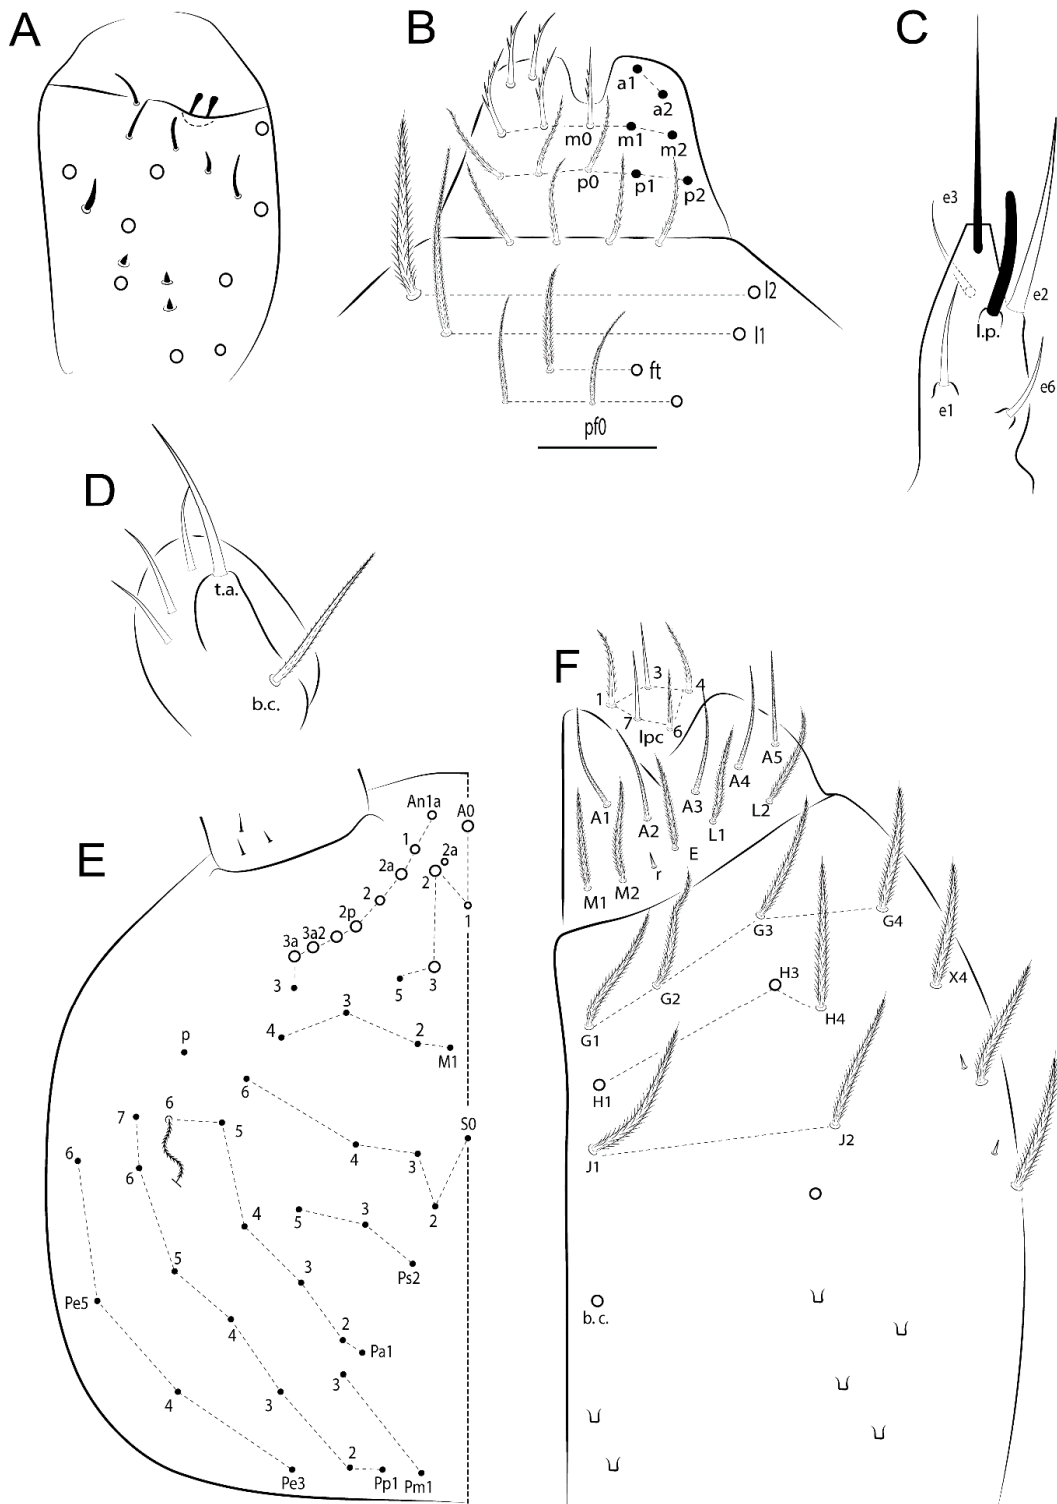 A
B
C
a1
a2
m0 m1 m2
p0 p1 p2
l2
l1
ft
pf0
e3
e2
l.p.
e1
e6
D
t.a.
b.c.
E
An1a A0
1
2a 2a
2 2
1
2p
3a2
3a
3 5 3
3
4 2
M1
p
6
7 6 5 S0
6 4 3
6
2
4 5 3
5 Ps2
3
Pe5
4 2
Pa1
3
4 3
2
Pe3 Pp1 Pm1
F
3
1 4
7 6
lpc
A5
A4
A3 L2
A1
A2 L1
E
r
M1 M2
G3 G4
H3
X4
G2
H4
G1
H1
J2
J1
b.c.